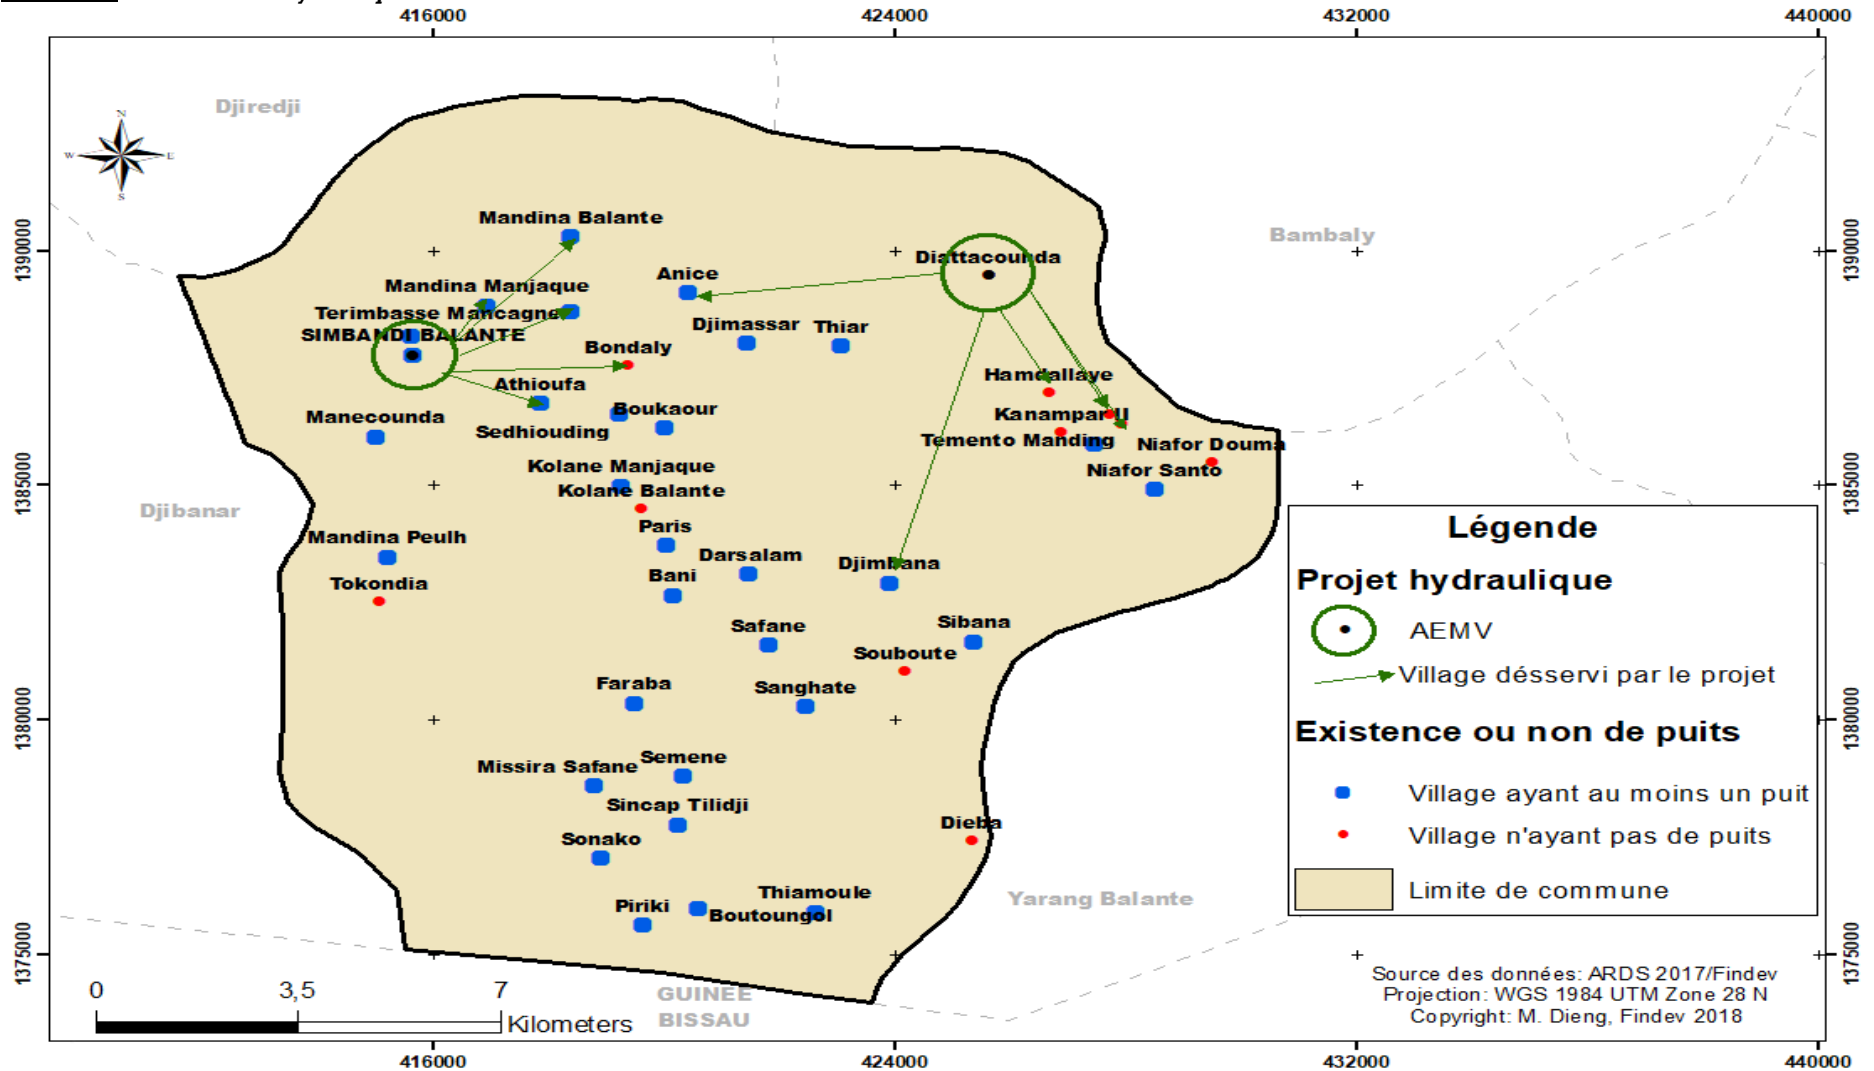 416000
424000
432000
440000
Djiredji
N
W
E
S
Mandina Balante
Bambaly
1390000
1390000
Diattacounda
Anice
Mandina Manjaque
Terimbasse Mancagne
SIMBANDI BALANTE
Djimassar
Thiar
Bondaly
Hamdallaye
Athioufa
Boukaour
Manecounda
Kanampar II
Sedhiouding
Temento Manding
Niafor Douma
Kolane Manjaque
Niafor Santo
Kolane Balante
1385000
1385000
Djibanar
Paris
Mandina Peulh
Darsalam
Djimbana
Bani
Tokondia
Safane
Sibana
Souboute
Faraba
Sanghate
1380000
1380000
Semene
Missira Safane
Sincap Tilidji
Dieba
Sonako
Thiamoule
Piriki
Boutoungol
Yarang Balante
1375000
1375000
GUINEE
BISSAU
Légende
Projet hydraulique
AEMV
Village désservi par le projet
Existence ou non de puits
Village ayant au moins un puit
Village n'ayant pas de puits
Limite de commune
Source des données: ARDS 2017/Findev
Projection: WGS 1984 UTM Zone 28 N
Copyright: M. Dieng, Findev 2018
0
3,5
7
Kilometers
416000
424000
432000
440000